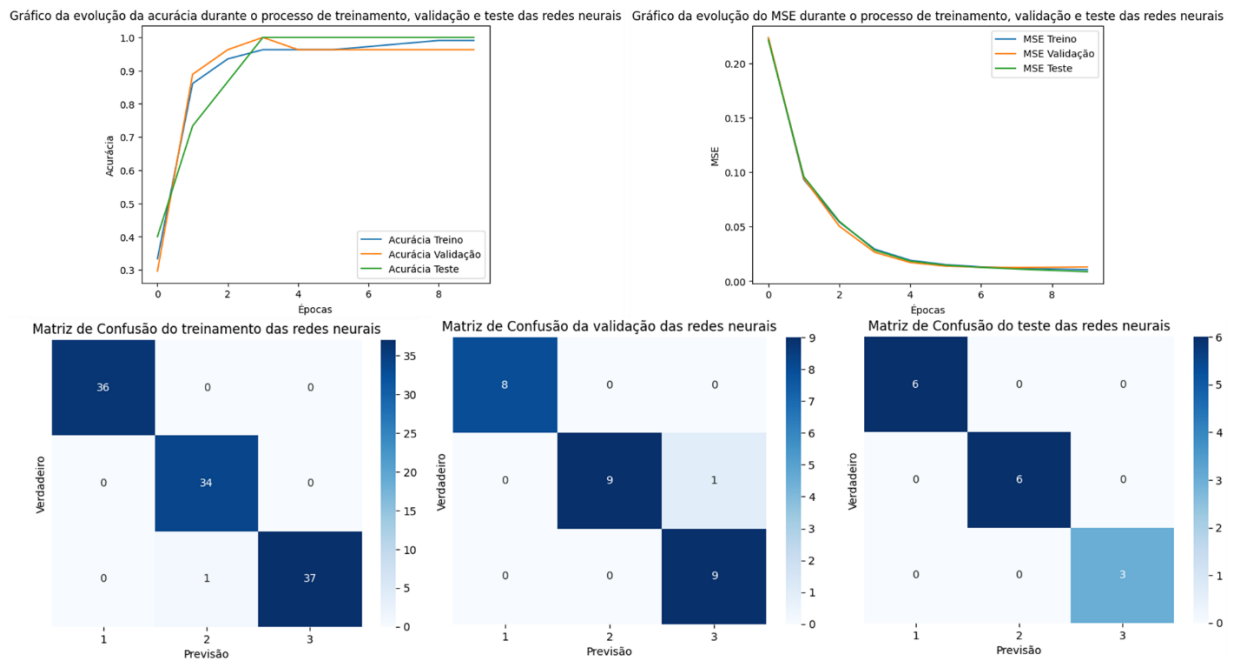 Gráfico da evolução da acurácia durante o processo de treinamento, validação e teste das redes neurais
1.0
0.9
0.8
0.7
0.6
0.5
0.4
0.3
Acurácia
0 2 4 6 8
Épocas
Acurácia Treino
Acurácia Validação
Acurácia Teste
Gráfico da evolução do MSE durante o processo de treinamento, validação e teste das redes neurais
0.20
0.15
0.10
0.05
0.00
MSE
0 2 4 6 8
Épocas
MSE Treino
MSE Validação
MSE Teste
Matriz de Confusão do treinamento das redes neurais
36 0 0
0 34 0
0 1 37
1 2 3
Verdadeiro
Previsão
35
30
25
20
15
10
5
0
Matriz de Confusão da validação das redes neurais
8 0 0
0 9 1
0 0 9
1 2 3
Verdadeiro
Previsão
9
8
7
6
5
4
3
2
1
0
Matriz de Confusão do teste das redes neurais
6 0 0
0 6 0
0 0 3
1 2 3
Verdadeiro
Previsão
6
5
4
3
2
1
0